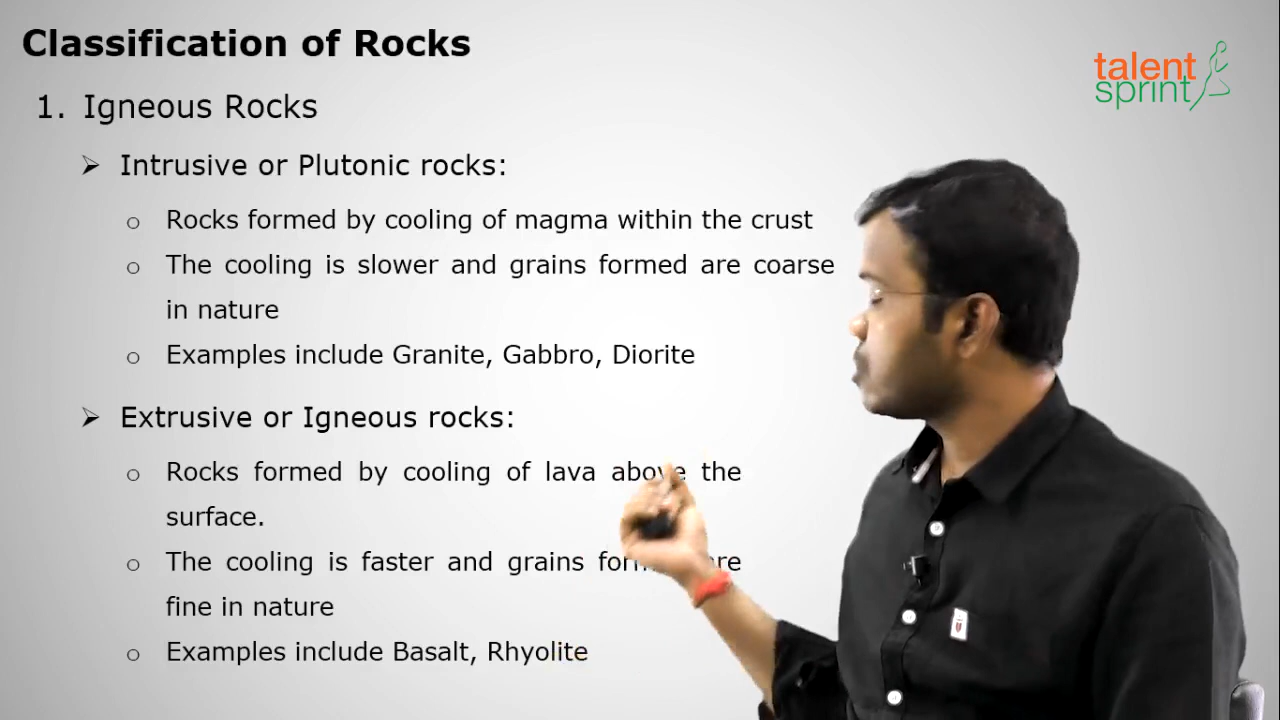 Classification of Rocks
talent
sprint
1. Igneous Rocks
➢ Intrusive or Plutonic rocks:
o Rocks formed by cooling of magma within the crust
o The cooling is slower and grains formed are coarse
in nature
o Examples include Granite, Gabbro, Diorite
➢ Extrusive or Igneous rocks:
o Rocks formed by cooling of lava above the
surface.
o The cooling is faster and grains
fine in nature
o Examples include Basalt, Rhyolite